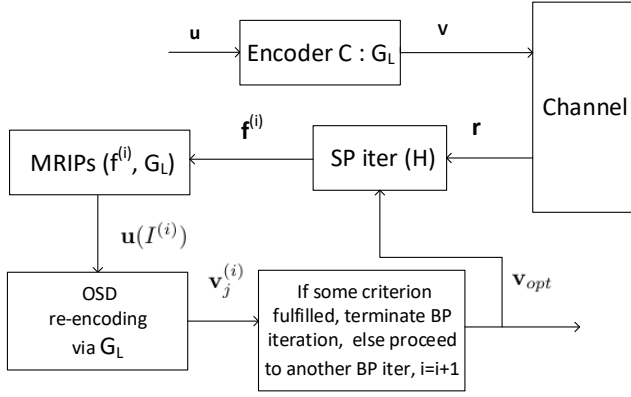 u
Encoder C : G_L
v
Channel
r
SP iter (H)
f^(i)
MRIPs (f^(i), G_L)
u(I^(i))
OSD
re-encoding
via G_L
v_j^(i)
If some criterion
fulfilled, terminate BP
iteration, else proceed
to another BP iter, i=i+1
v_opt